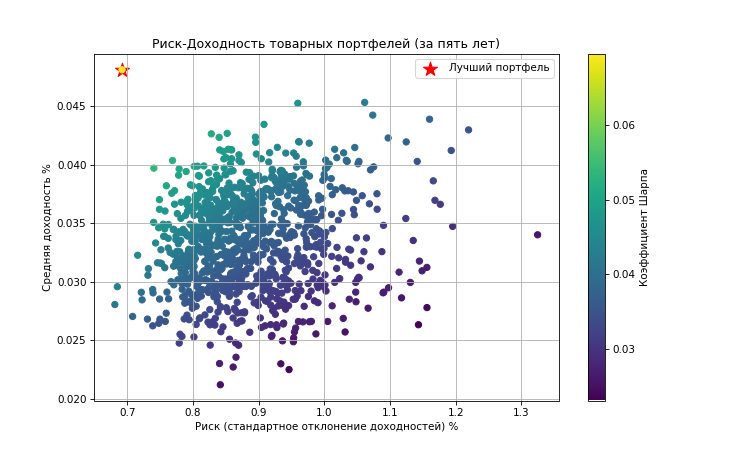 Риск-Доходность товарных портфелей (за пять лет)
Лучший портфель
Средняя доходность %
0.045
0.040
0.035
0.030
0.025
0.020
0.7 0.8 0.9 1.0 1.1 1.2 1.3
Риск (стандартное отклонение доходностей) %
0.06
0.05
0.04
0.03
Коэффициент Шарпа